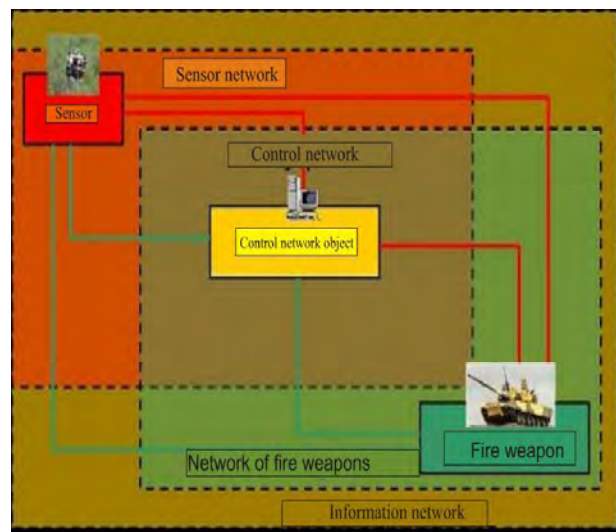 Sensor network
Sensor
Control network
Control network object
Fire weapon
Network of fire weapons
Information network